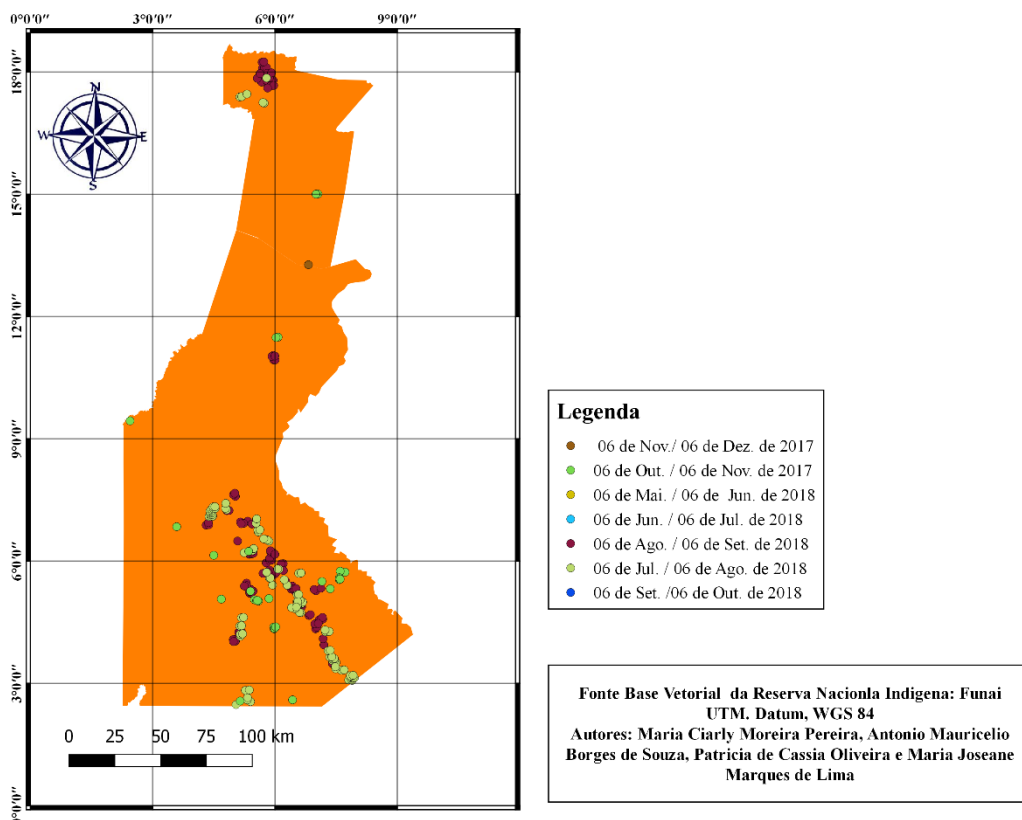 0°0'0" 3°0'0" 6°0'0" 9°0'0"
18°0'0"
15°0'0"
12°0'0"
9°0'0"
6°0'0"
3°0'0"
0°0'0"
N
W E
S
0 25 50 75 100 km
Legenda
06 de Nov./ 06 de Dez. de 2017
06 de Out. / 06 de Nov. de 2017
06 de Mai. / 06 de Jun. de 2018
06 de Jun. / 06 de Jul. de 2018
06 de Ago. / 06 de Set. de 2018
06 de Jul. / 06 de Ago. de 2018
06 de Set. /06 de Out. de 2018
Fonte Base Vetorial da Reserva Nacionla Indigena: Funai
UTM. Datum, WGS 84
Autores: Maria Ciarly Moreira Pereira, Antonio Mauricelio
Borges de Souza, Patricia de Cassia Oliveira e Maria Joseane
Marques de Lima